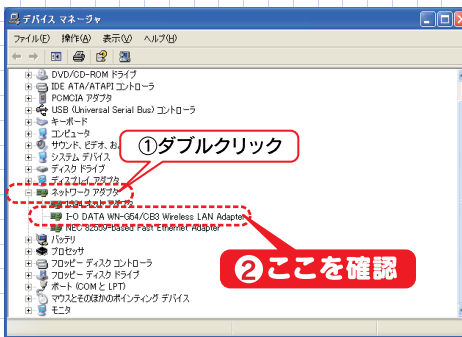 デバイス マネージャ
ファイル(F) 操作(A) 表示(V) ヘルプ(H)
DVD/CD-ROM ドライブ
IDE ATA/ATAPI コントローラ
PCMCIA アダプタ
USB (Universal Serial Bus) コントローラ
キーボード
コンピュータ
サウンド、ビデオ、お
①ダブルクリック
システム デバイス
ディスク ドライブ
ディスプレイ アダプタ
ネットワーク アダプタ
1394 ネット アダプタ
I-O DATA WN-G54/CB3 Wireless LAN Adapter
NEC 82559-Based Fast Ethernet Adapter
バッテリ
プロセッサ
フロッピー ディスク コントローラ
❷ここを確認
フロッピー ディスク ドライブ
ポート (COM と LPT)
マウスとそのほかのポインティング デバイス
モニタ